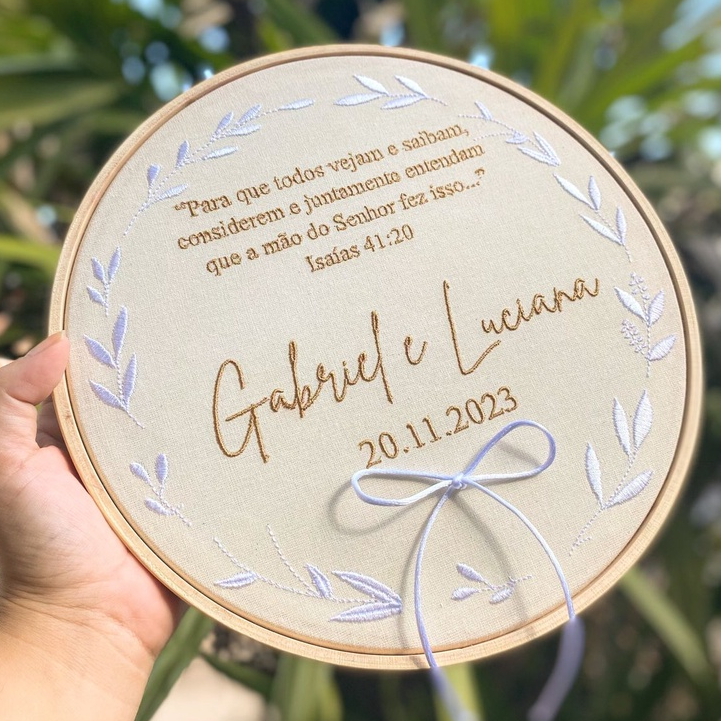 “Para que todos vejam e saibam,
considerem e juntamente entendam
que a mão do Senhor fez isso...”
Isaías 41:20
Gabriel e Luciana
20.11.2023